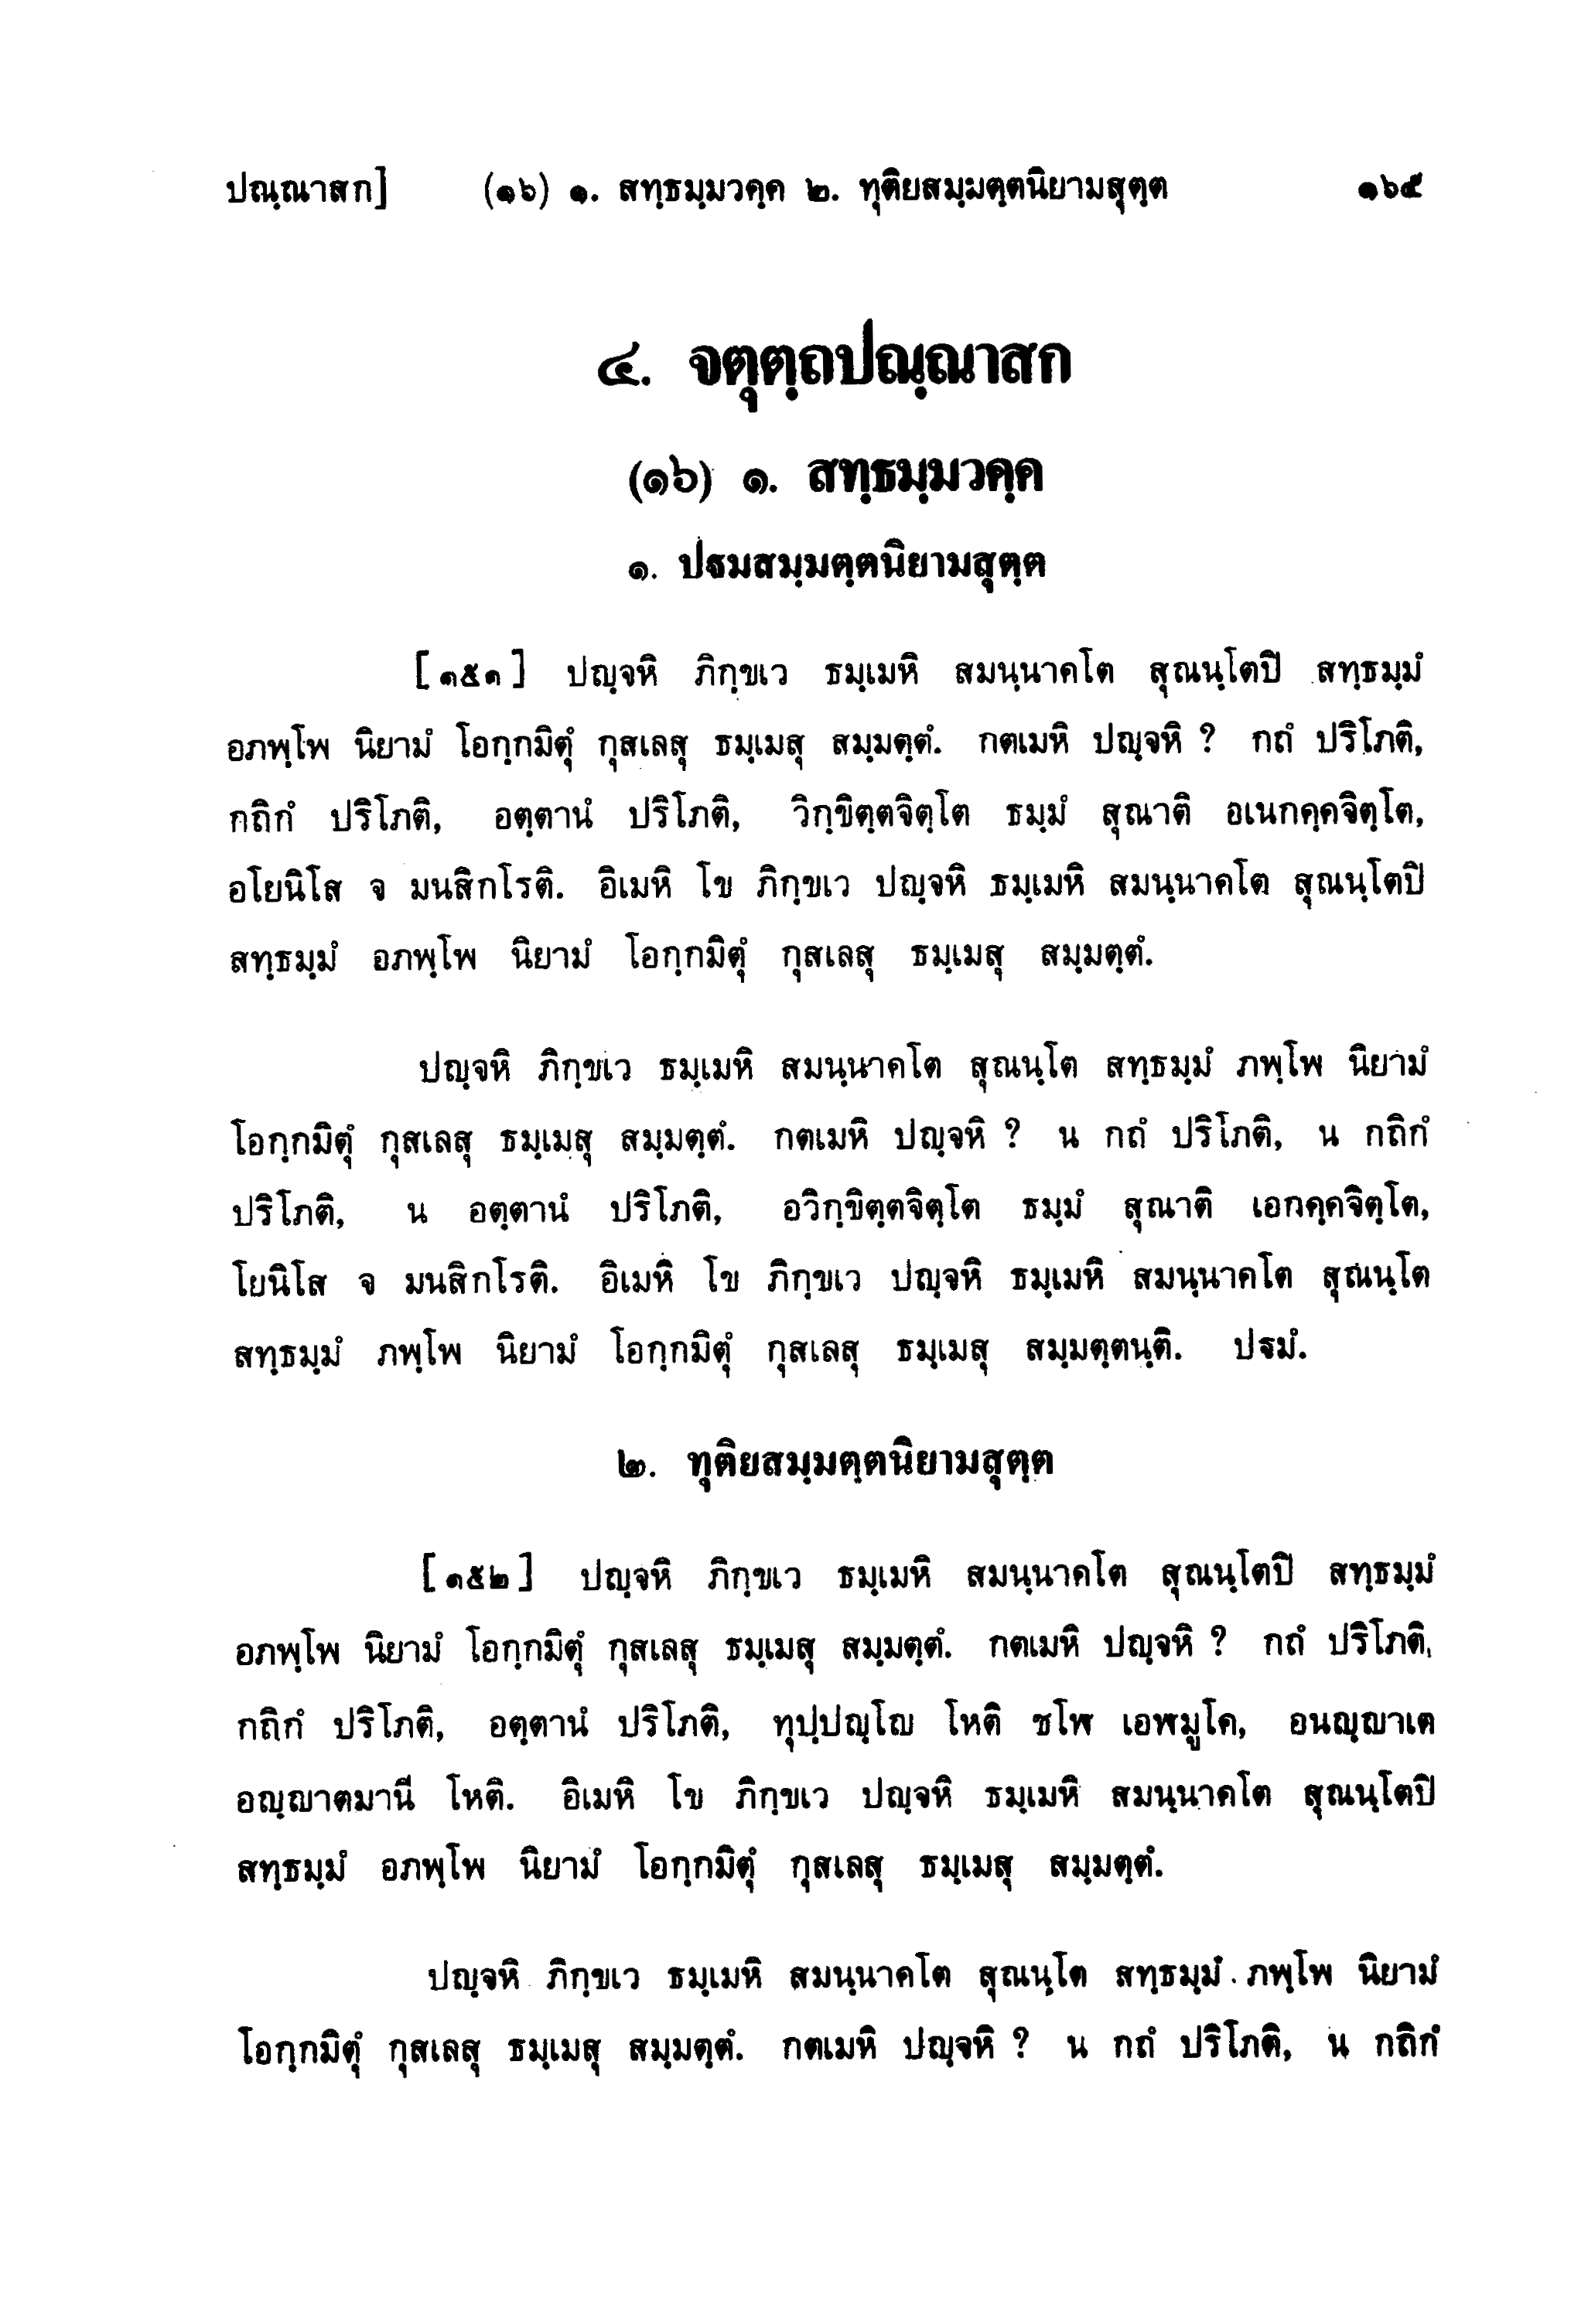 ปณฺณาสก]	(๑๖) ๑. สทฺธมฺมวคฺค ๒. ทุติยสมฺมตฺตนิยามสุตฺต	๑๖๕
๔. จตุตฺถปณฺณาสก
(๑๖) ๑. สทฺธมฺมวคฺค
๑. ปฐมสมฺมตฺตนิยามสุตฺต
[๑๕๑] ปญฺจหิ ภิกฺขเว ธมฺเมหิ สมนฺนาคโต สุณนฺโตปิ สทฺธมฺมํ
อภพฺโพ นิยามํ โอกฺกมิตุํ กุสเลสุ ธมฺเมสุ สมฺมตฺตํ. กตเมหิ ปญฺจหิ ? กถํ ปริโภติ,
กถิกํ ปริโภติ, อตฺตานํ ปริโภติ, วิกฺขิตฺตจิตฺโต ธมฺมํ สุณาติ อเนกคฺคจิตฺโต,
อโยนิโส จ มนสิกโรติ. อิเมหิ โข ภิกฺขเว ปญฺจหิ ธมฺเมหิ สมนฺนาคโต สุณนฺโตปิ
สทฺธมฺมํ อภพฺโพ นิยามํ โอกฺกมิตุํ กุสเลสุ ธมฺเมสุ สมฺมตฺตํ.
ปญฺจหิ ภิกฺขเว ธมฺเมหิ สมนฺนาคโต สุณนฺโต สทฺธมฺมํ ภพฺโพ นิยามํ
โอกฺกมิตุํ กุสเลสุ ธมฺเมสุ สมฺมตฺตํ. กตเมหิ ปญฺจหิ ? น กถํ ปริโภติ, น กถิกํ
ปริโภติ, น อตฺตานํ ปริโภติ, อวิกฺขิตฺตจิตฺโต ธมฺมํ สุณาติ เอกคฺคจิตฺโต,
โยนิโส จ มนสิกโรติ. อิเมหิ โข ภิกฺขเว ปญฺจหิ ธมฺเมหิ สมนฺนาคโต สุณนฺโต
สทฺธมฺมํ ภพฺโพ นิยามํ โอกฺกมิตุํ กุสเลสุ ธมฺเมสุ สมฺมตฺตนฺติ. ปฐมํ.
๒. ทุติยสมฺมตฺตนิยามสุตฺต
[๑๕๒] ปญฺจหิ ภิกฺขเว ธมฺเมหิ สมนฺนาคโต สุณนฺโตปิ สทฺธมฺมํ
อภพฺโพ นิยามํ โอกฺกมิตุํ กุสเลสุ ธมฺเมสุ สมฺมตฺตํ. กตเมหิ ปญฺจหิ ? กถํ ปริโภติ,
กถิกํ ปริโภติ, อตฺตานํ ปริโภติ, ทุปฺปญฺโญ โหติ ชโฬ เอฬมูโค, อนญฺญาเต
อญฺญาตมานี โหติ. อิเมหิ โข ภิกฺขเว ปญฺจหิ ธมฺเมหิ สมนฺนาคโต สุณนฺโตปิ
สทฺธมฺมํ อภพฺโพ นิยามํ โอกฺกมิตุํ กุสเลสุ ธมฺเมสุ สมฺมตฺตํ.
ปญฺจหิ ภิกฺขเว ธมฺเมหิ สมนฺนาคโต สุณนฺโต สทฺธมฺมํ ภพฺโพ นิยามํ
โอกฺกมิตุํ กุสเลสุ ธมฺเมสุ สมฺมตฺตํ. กตเมหิ ปญฺจหิ ? น กถํ ปริโภติ, น กถิกํ